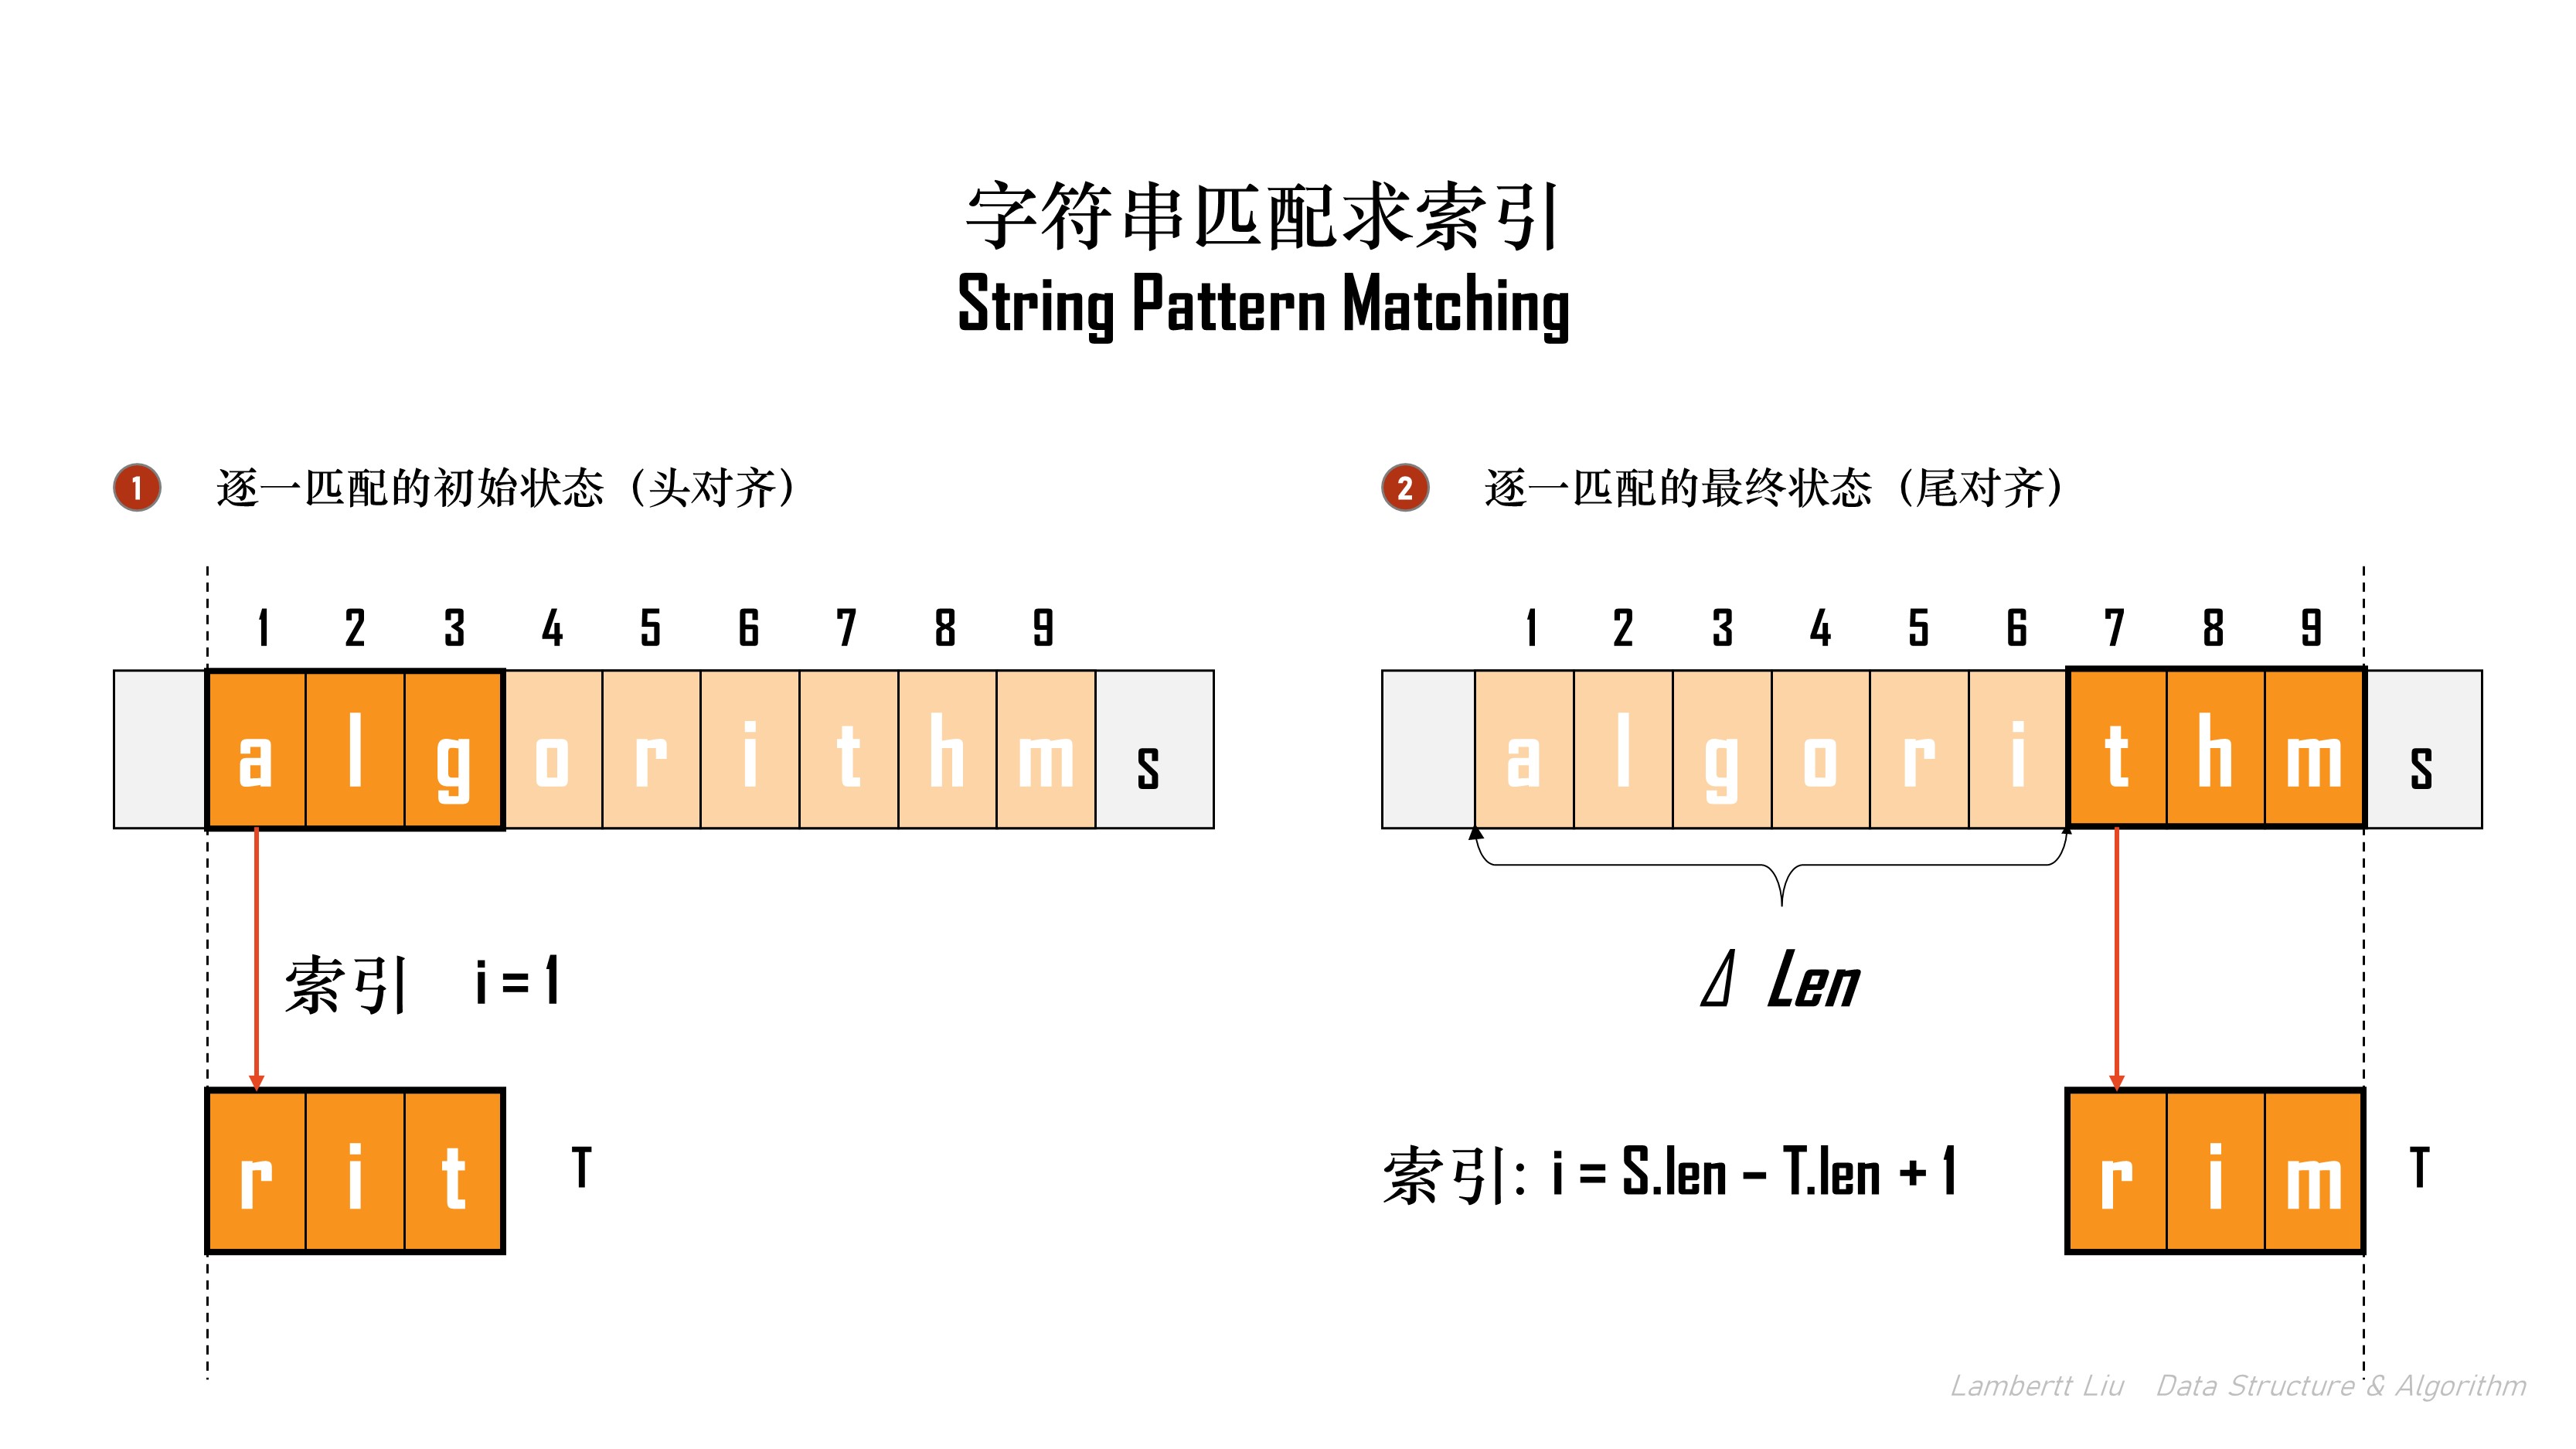 字符串匹配求索引
String Pattern Matching
1 逐一匹配的初始状态（头对齐）
1 2 3 4 5 6 7 8 9
a l g o r i t h m s
索引 i = 1
r i t T
2 逐一匹配的最终状态（尾对齐）
1 2 3 4 5 6 7 8 9
a l g o r i t h m s
Δ Len
索引: i = S.len – T.len + 1
r i m T
Lambertt Liu Data Structure & Algorithm